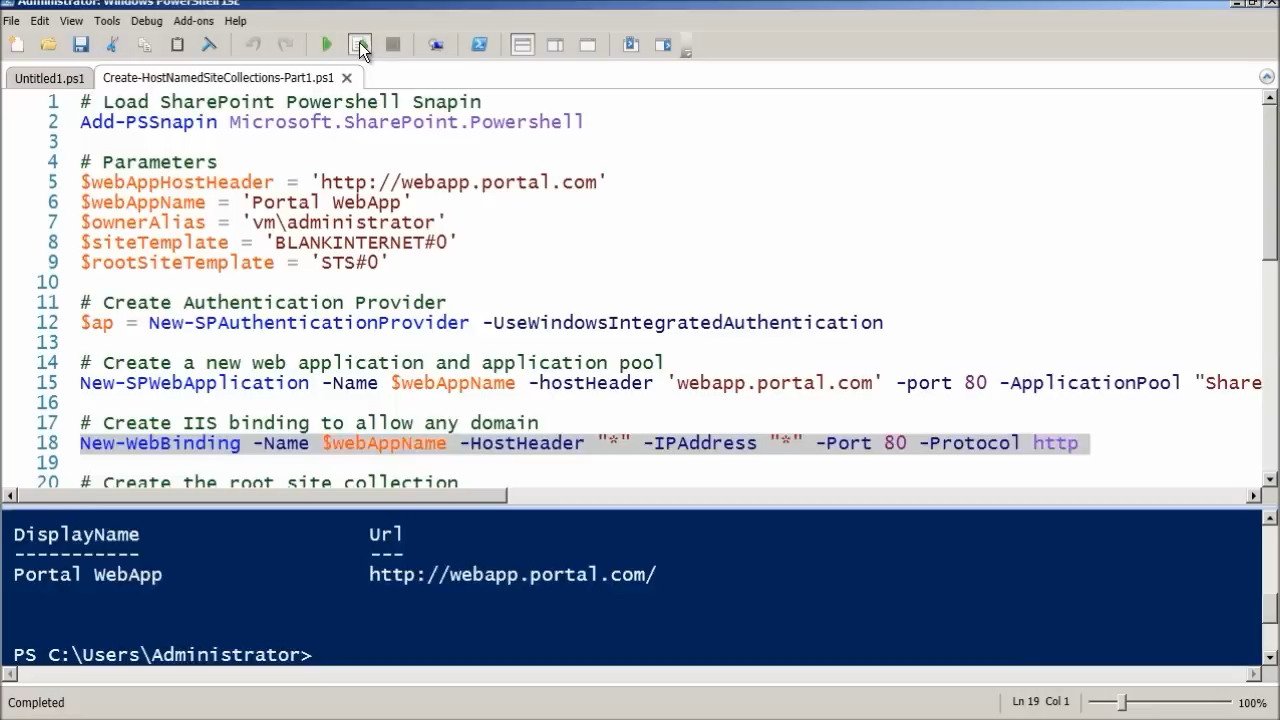 Administrator: Windows PowerShell ISE
File Edit View Tools Debug Add-ons Help
Untitled1.ps1 Create-HostNamedSiteCollections-Part1.ps1
1 # Load SharePoint Powershell Snapin
2 Add-PSSnapin Microsoft.SharePoint.Powershell
3
4 # Parameters
5 $webAppHostHeader = 'http://webapp.portal.com'
6 $webAppName = 'Portal WebApp'
7 $ownerAlias = 'vm\administrator'
8 $siteTemplate = 'BLANKINTERNET#0'
9 $rootSiteTemplate = 'STS#0'
10
11 # Create Authentication Provider
12 $ap = New-SPAuthenticationProvider -UseWindowsIntegratedAuthentication
13
14 # Create a new web application and application pool
15 New-SPWebApplication -Name $webAppName -hostHeader 'webapp.portal.com' -port 80 -ApplicationPool "Share
16
17 # Create IIS binding to allow any domain
18 New-WebBinding -Name $webAppName -HostHeader "*" -IPAddress "*" -Port 80 -Protocol http
19
20 # Create the root site collection
DisplayName Url
----------- ---
Portal WebApp http://webapp.portal.com/
PS C:\Users\Administrator>
Completed Ln 19 Col 1 100%